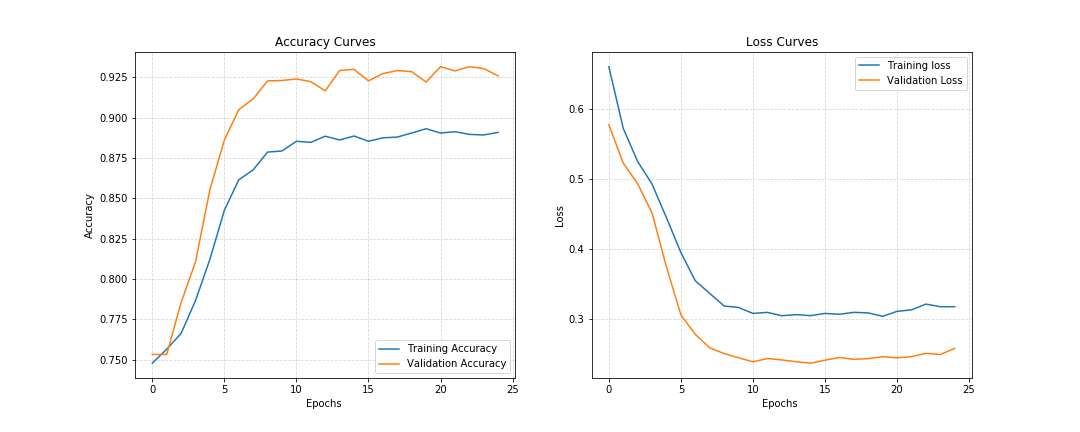 Accuracy Curves
0.925
0.900
0.875
0.850
0.825
0.800
0.775
0.750
Accuracy
0 5 10 15 20 25
Epochs
Training Accuracy
Validation Accuracy
Loss Curves
0.6
0.5
0.4
0.3
Loss
0 5 10 15 20 25
Epochs
Training loss
Validation Loss